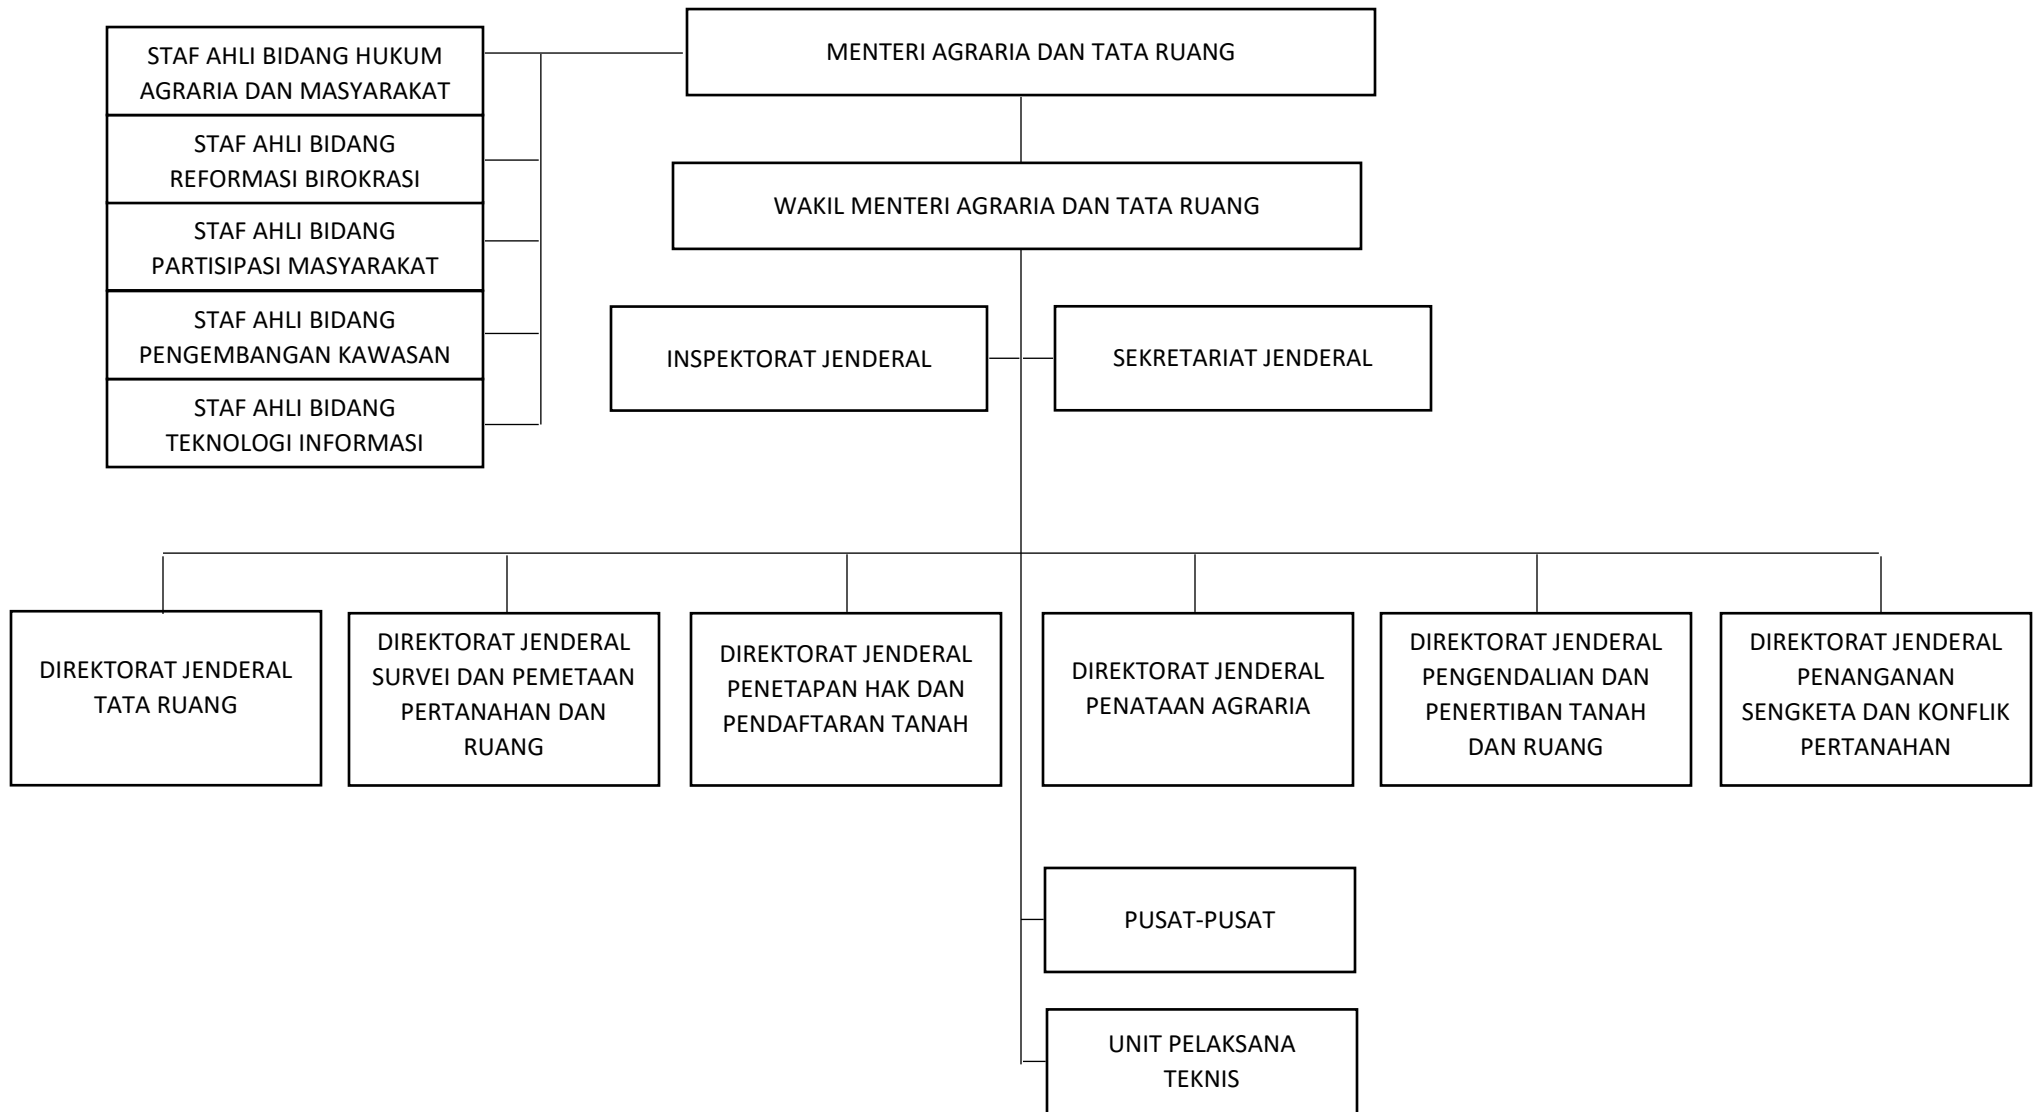 MENTERI AGRARIA DAN TATA RUANG
STAF AHLI BIDANG HUKUM
AGRARIA DAN MASYARAKAT
STAF AHLI BIDANG
REFORMASI BIROKRASI
STAF AHLI BIDANG
PARTISIPASI MASYARAKAT
STAF AHLI BIDANG
PENGEMBANGAN KAWASAN
STAF AHLI BIDANG
TEKNOLOGI INFORMASI
WAKIL MENTERI AGRARIA DAN TATA RUANG
INSPEKTORAT JENDERAL
SEKRETARIAT JENDERAL
DIREKTORAT JENDERAL
TATA RUANG
DIREKTORAT JENDERAL
SURVEI DAN PEMETAAN
PERTANAHAN DAN
RUANG
DIREKTORAT JENDERAL
PENETAPAN HAK DAN
PENDAFTARAN TANAH
DIREKTORAT JENDERAL
PENATAAN AGRARIA
DIREKTORAT JENDERAL
PENGENDALIAN DAN
PENERTIBAN TANAH
DAN RUANG
DIREKTORAT JENDERAL
PENANGANAN
SENGKETA DAN KONFLIK
PERTANAHAN
PUSAT-PUSAT
UNIT PELAKSANA
TEKNIS